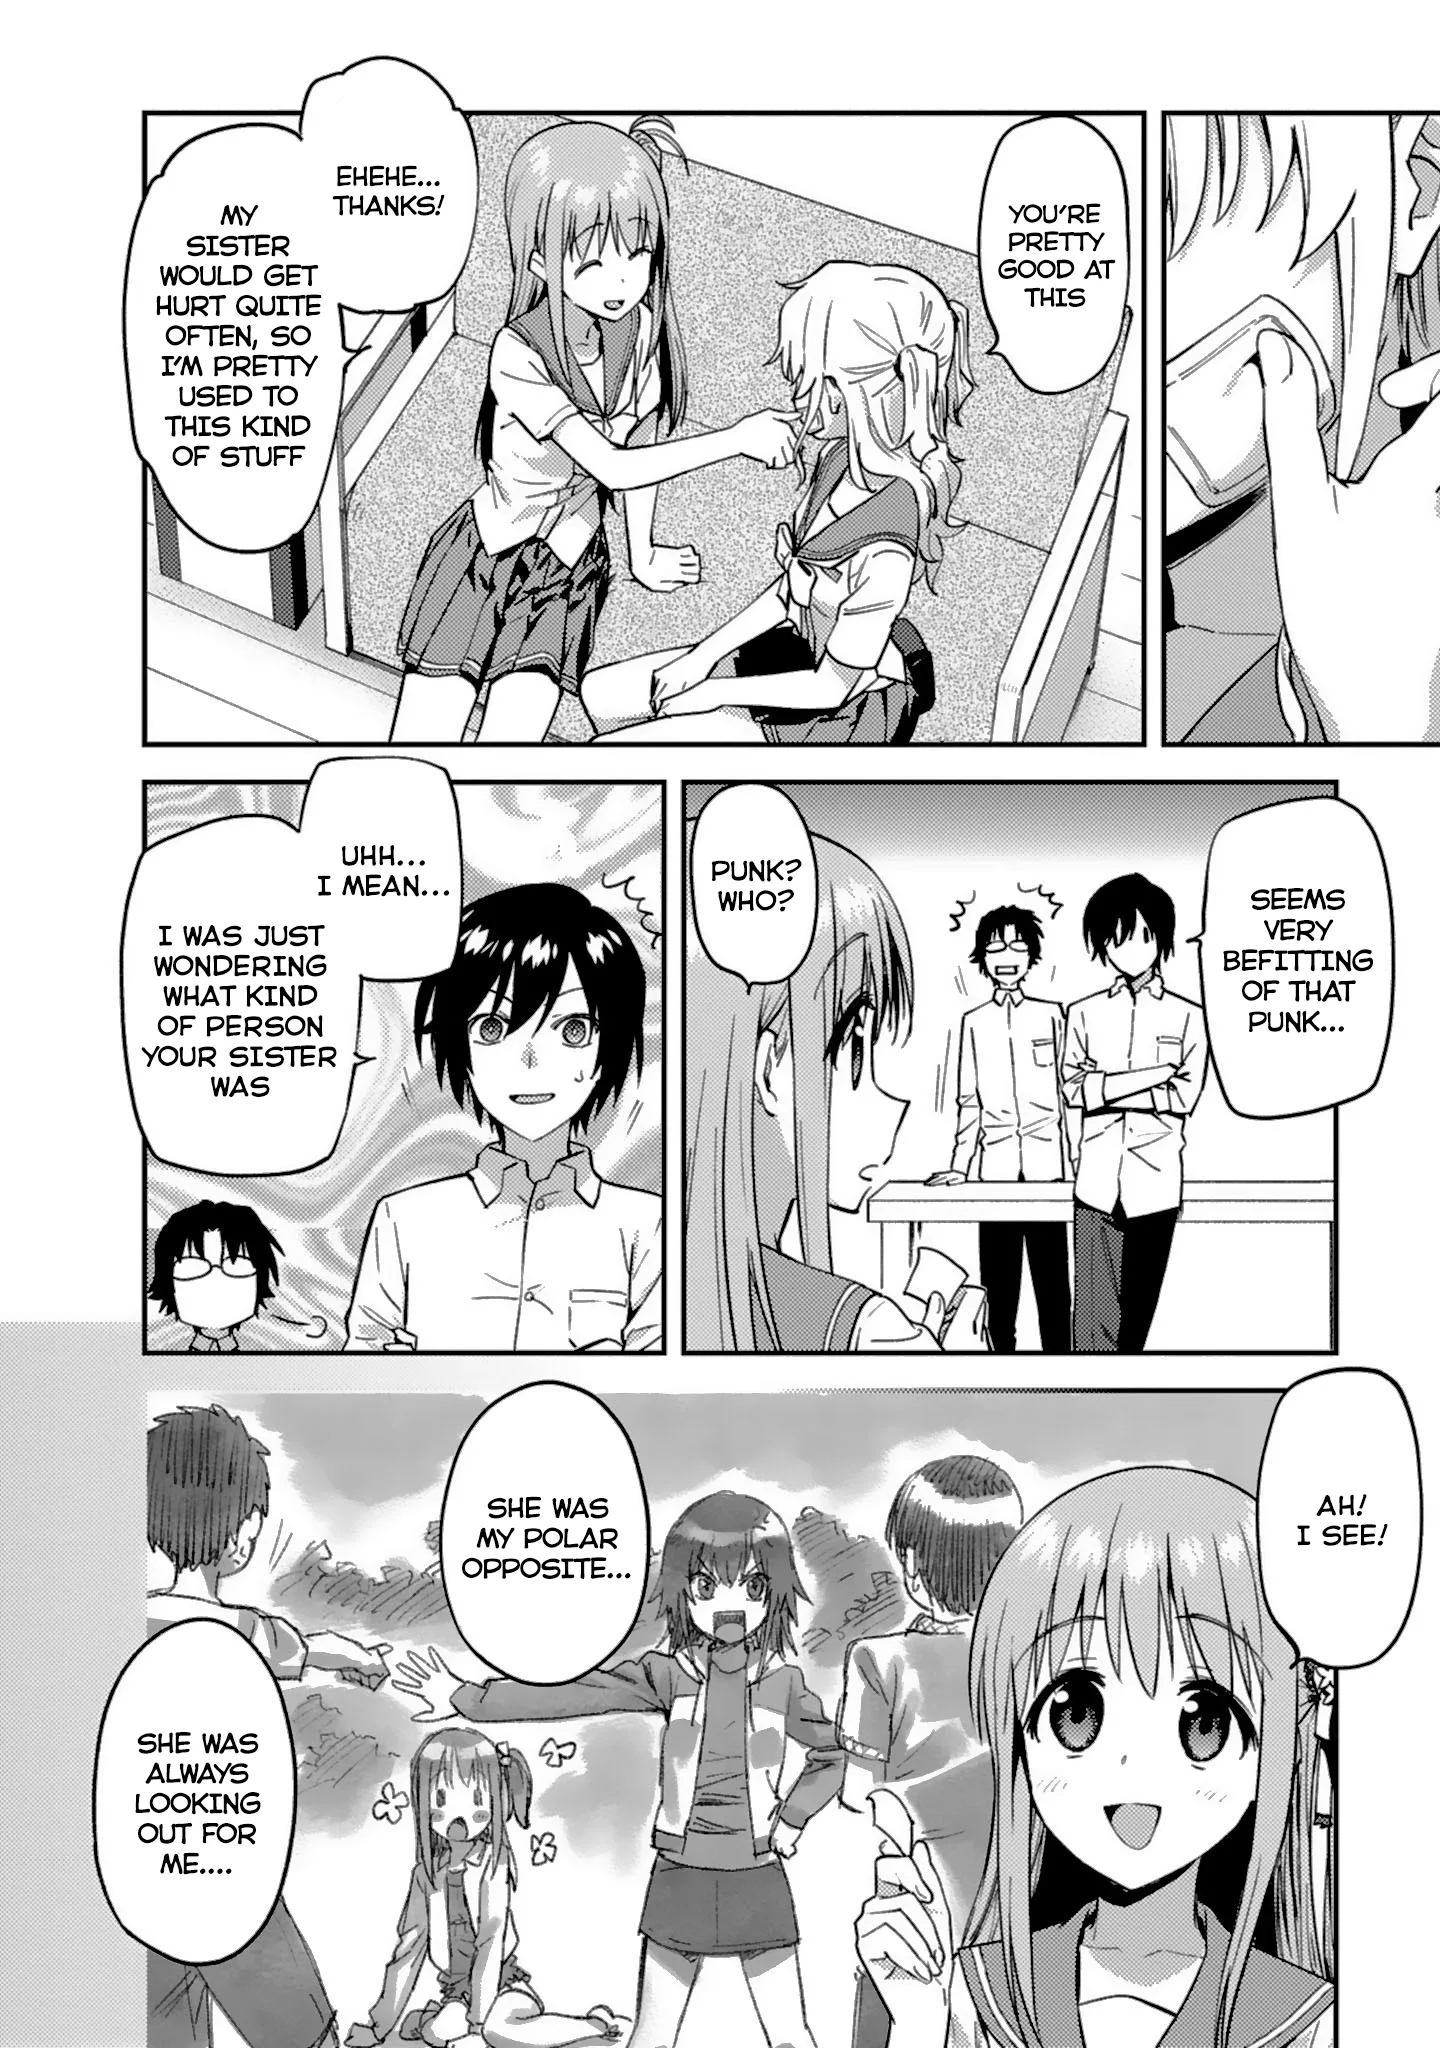 YOU'RE
PRETTY
GOOD AT
THIS
EHEHE...
THANKS!
MY
SISTER
WOULD GET
HURT QUITE
OFTEN, SO
I'M PRETTY
USED TO
THIS KIND
OF STUFF
SEEMS
VERY
BEFITTING
OF THAT
PUNK...
PUNK?
WHO?
UHH...
I MEAN...
I WAS JUST
WONDERING
WHAT KIND
OF PERSON
YOUR SISTER
WAS
AH!
I SEE!
SHE WAS
MY POLAR
OPPOSITE...
SHE WAS
ALWAYS
LOOKING
OUT FOR
ME....